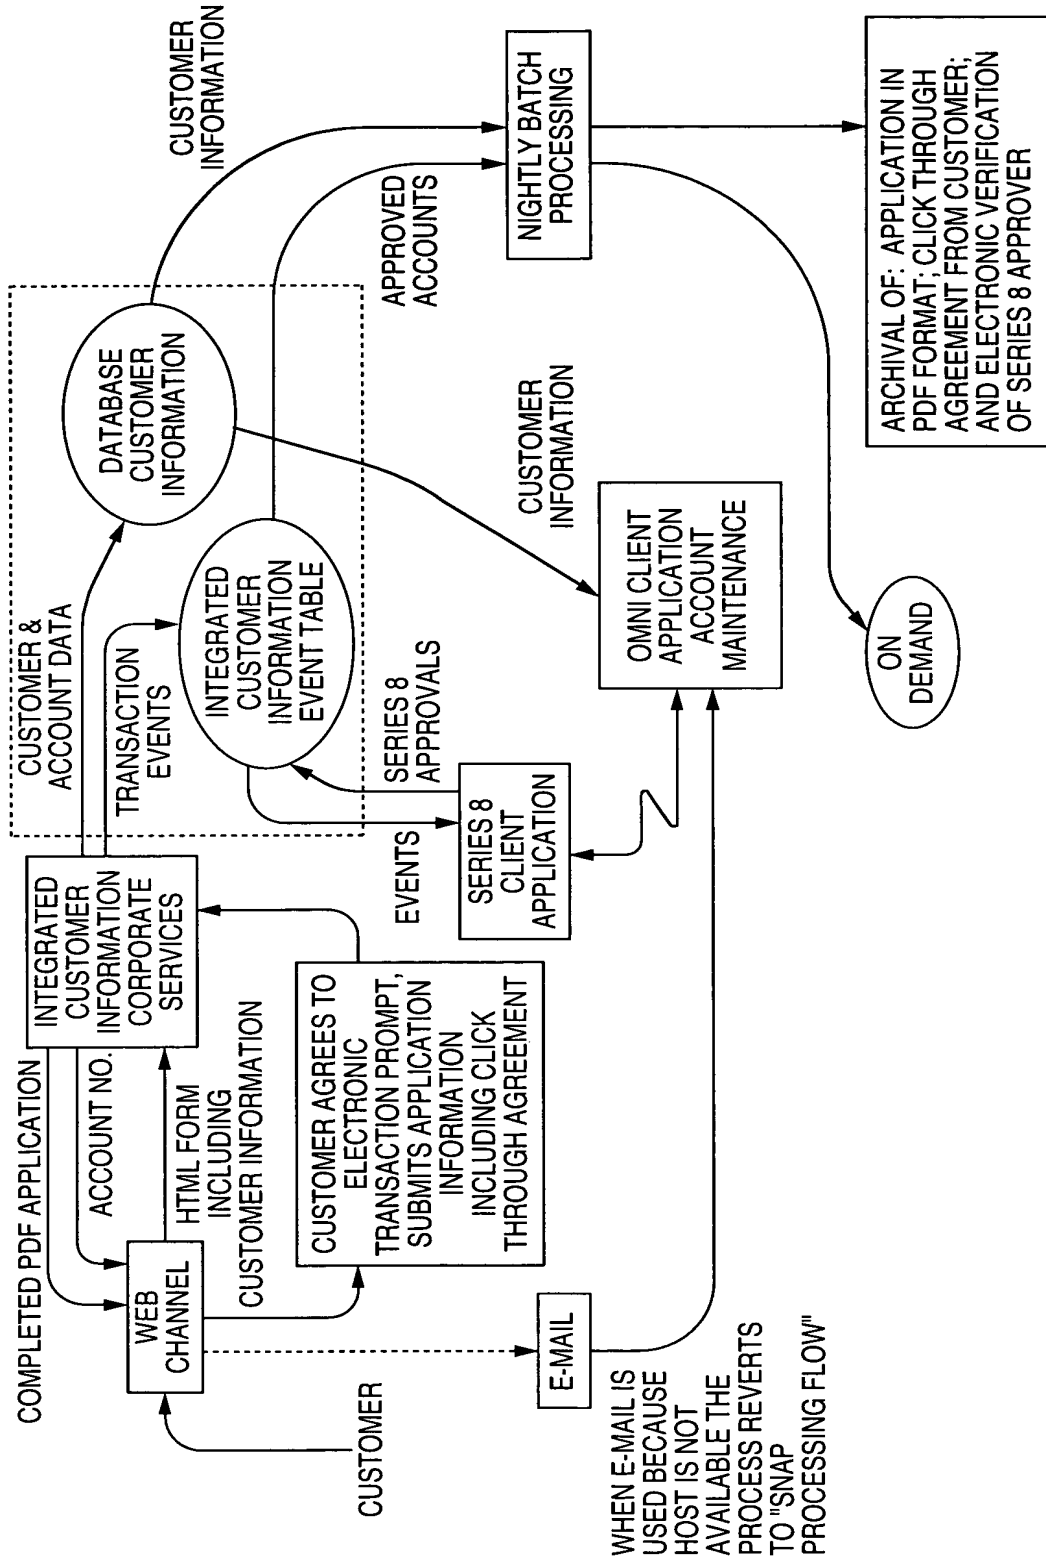 COMPLETED PDF APPLICATION
ACCOUNT NO.
HTML FORM
INCLUDING
CUSTOMER INFORMATION
WEB
CHANNEL
CUSTOMER
INTEGRATED
CUSTOMER
INFORMATION
CORPORATE
SERVICES
CUSTOMER AGREES TO
ELECTRONIC
TRANSACTION PROMPT,
SUBMITS APPLICATION
INFORMATION
INCLUDING CLICK
THROUGH AGREEMENT
E-MAIL
WHEN E-MAIL IS
USED BECAUSE
HOST IS NOT
AVAILABLE THE
PROCESS REVERTS
TO "SNAP
PROCESSING FLOW"
CUSTOMER &
ACCOUNT DATA
TRANSACTION
EVENTS
DATABASE
CUSTOMER
INFORMATION
INTEGRATED
CUSTOMER
INFORMATION
EVENT TABLE
EVENTS
SERIES 8
APPROVALS
SERIES 8
CLIENT
APPLICATION
CUSTOMER
INFORMATION
OMNI CLIENT
APPLICATION
ACCOUNT
MAINTENANCE
CUSTOMER
INFORMATION
APPROVED
ACCOUNTS
NIGHTLY BATCH
PROCESSING
ON
DEMAND
ARCHIVAL OF: APPLICATION IN
PDF FORMAT; CLICK THROUGH
AGREEMENT FROM CUSTOMER;
AND ELECTRONIC VERIFICATION
OF SERIES 8 APPROVER